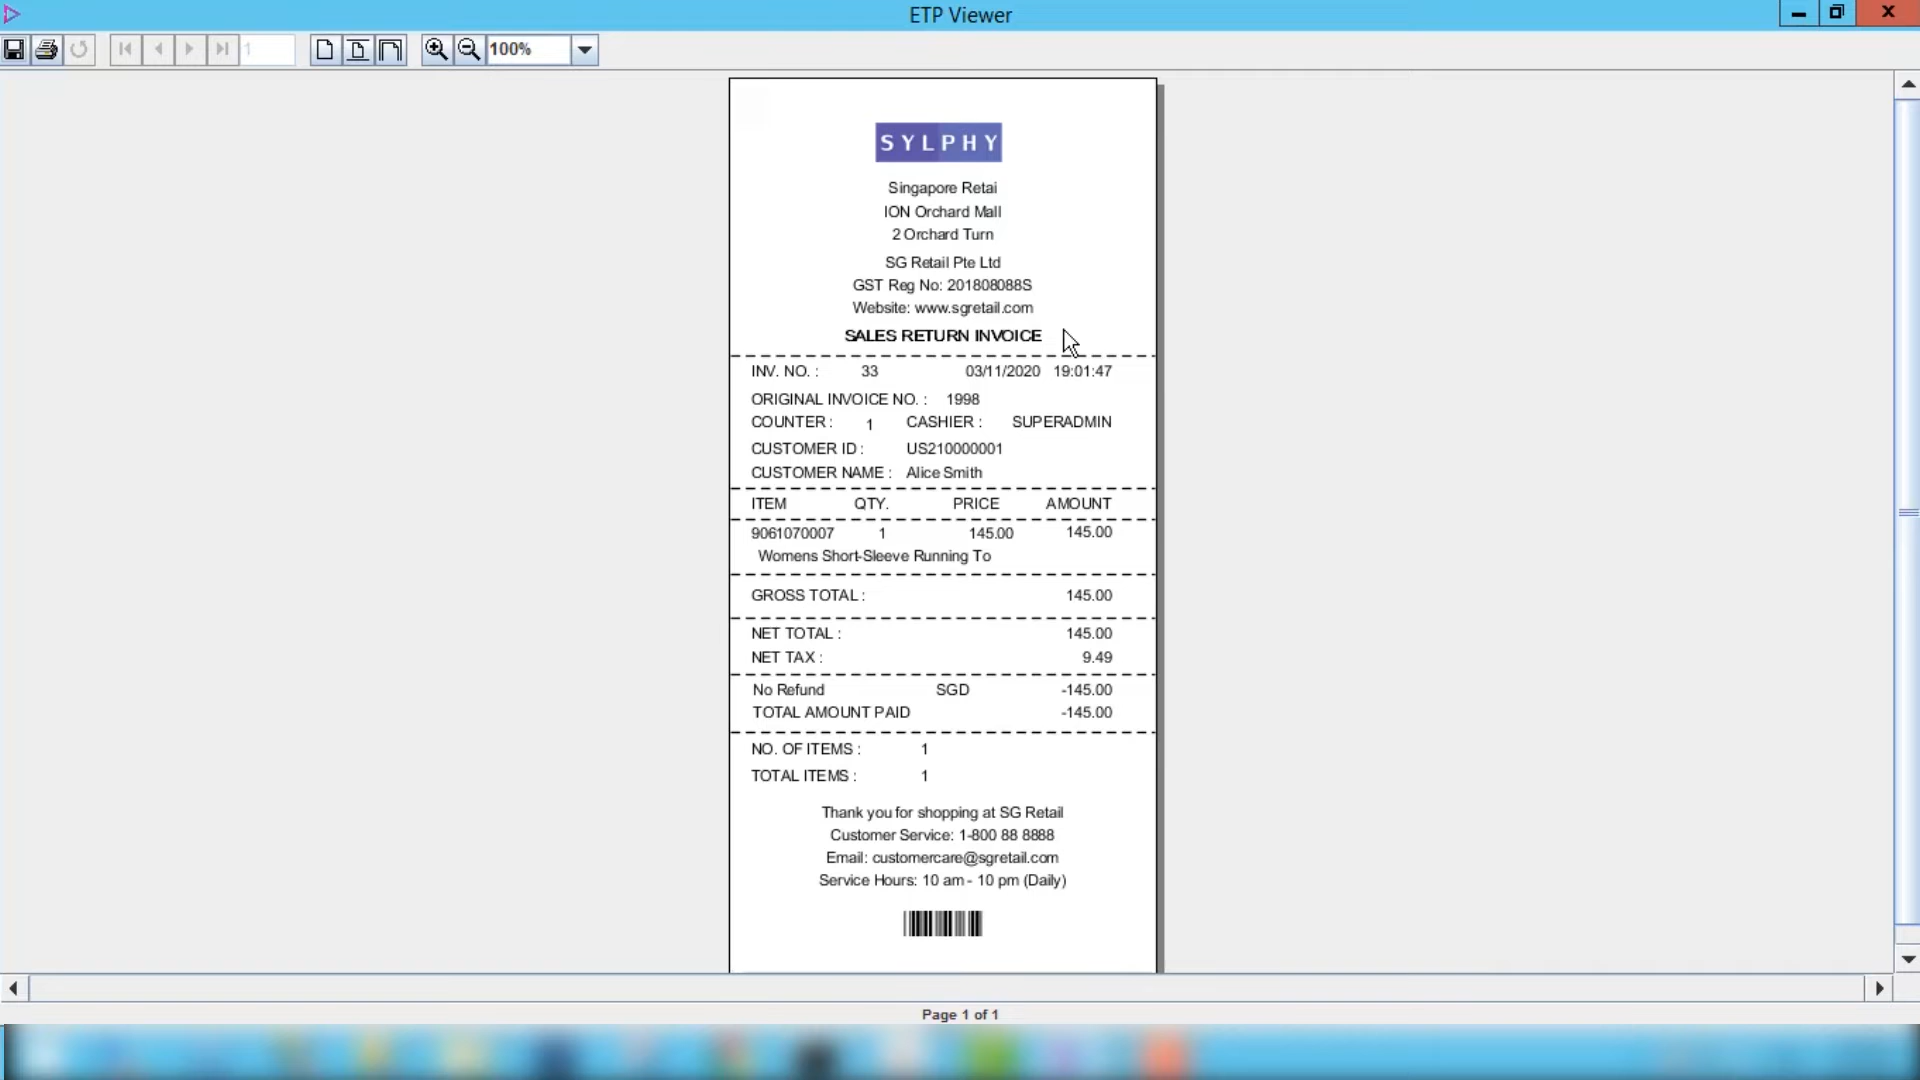 ETP Viewer
1
100%
SYLPHY
Singapore Retai
ION Orchard Mall
2 Orchard Turn
SG Retail Pte Ltd
GST Reg No: 201808088S
Website: www.sgretail.com
SALES RETURN INVOICE
INV. NO. : 33 03/11/2020 19:01:47
ORIGINAL INVOICE NO. : 1998
COUNTER : 1 CASHIER : SUPERADMIN
CUSTOMER ID : US210000001
CUSTOMER NAME : Alice Smith
ITEM QTY. PRICE AMOUNT
9061070007 1 145.00 145.00
Womens Short-Sleeve Running To
GROSS TOTAL : 145.00
NET TOTAL : 145.00
NET TAX : 9.49
No Refund SGD -145.00
TOTAL AMOUNT PAID -145.00
NO. OF ITEMS : 1
TOTAL ITEMS : 1
Thank you for shopping at SG Retail
Customer Service: 1-800 88 8888
Email: customercare@sgretail.com
Service Hours: 10 am - 10 pm (Daily)
Page 1 of 1